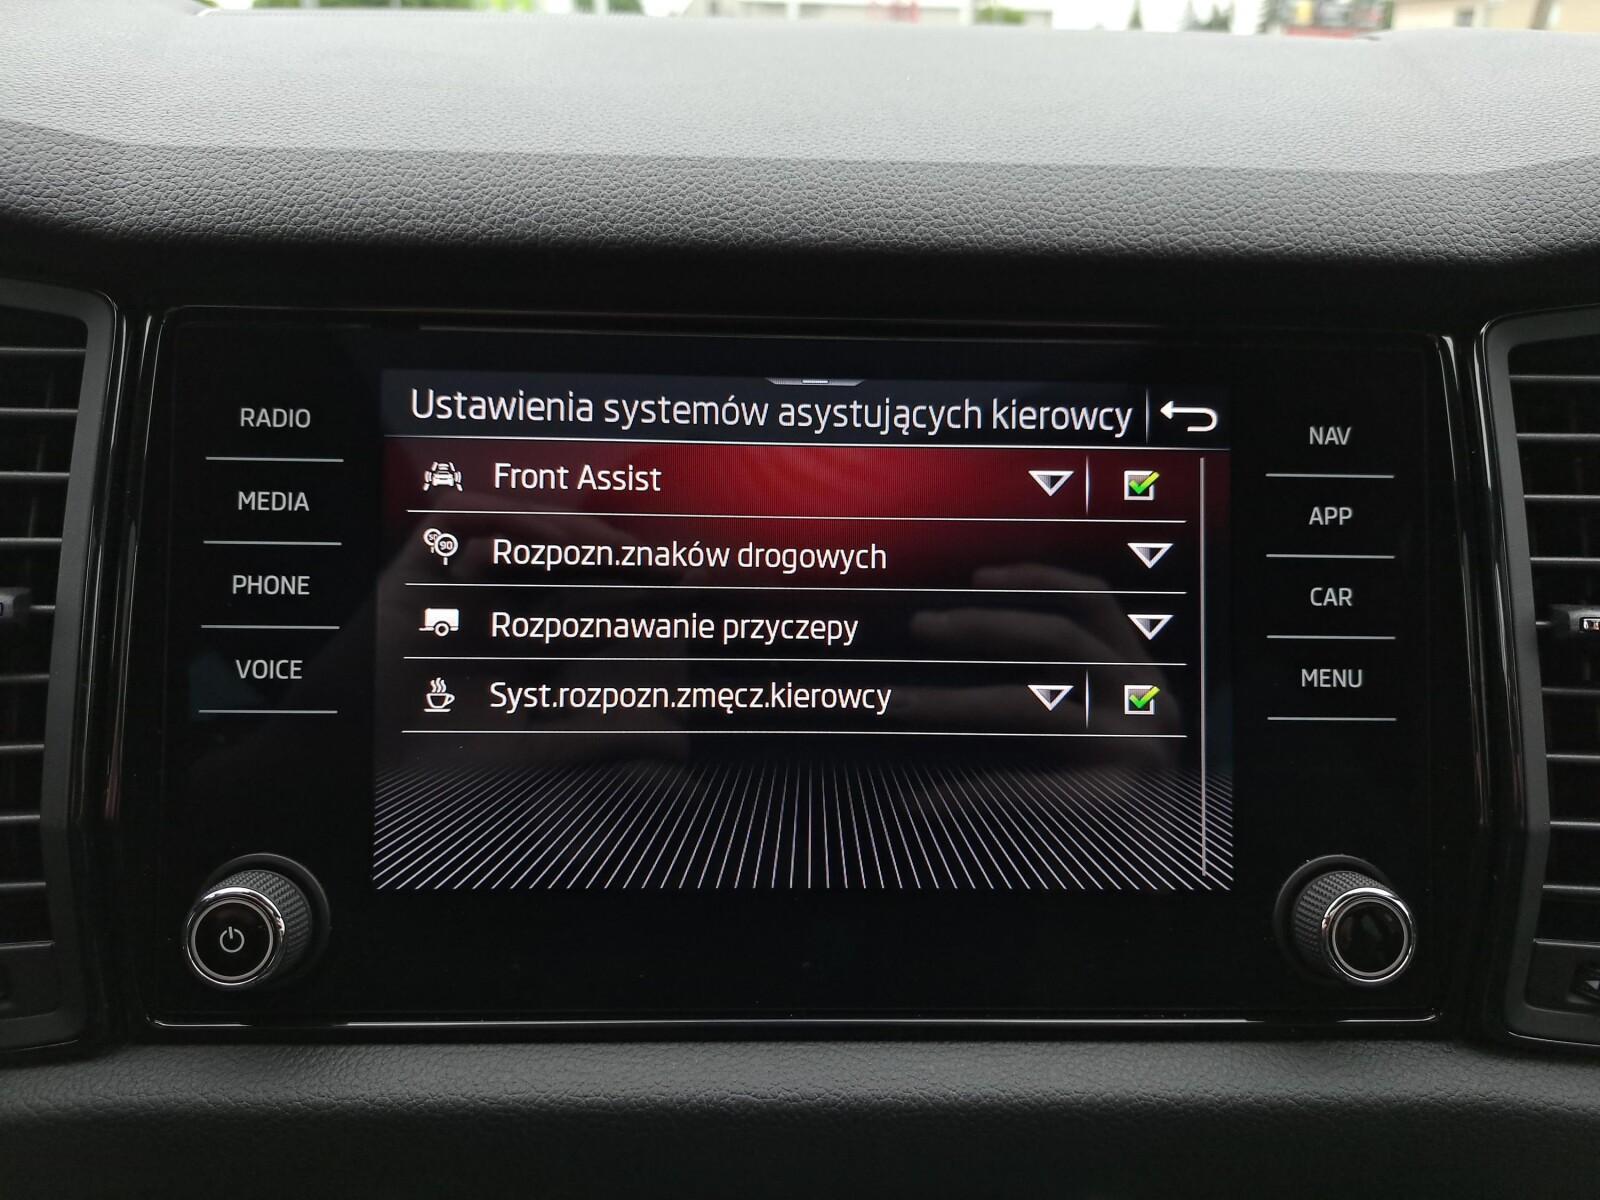 Ustawienia systemów asystujących kierowcy
RADIO
MEDIA
PHONE
VOICE
Front Assist
90
Rozpozn.znaków drogowych
Rozpoznawanie przyczepy
Syst.rozpozn.zmęcz.kierowcy
NAV
APP
CAR
MENU